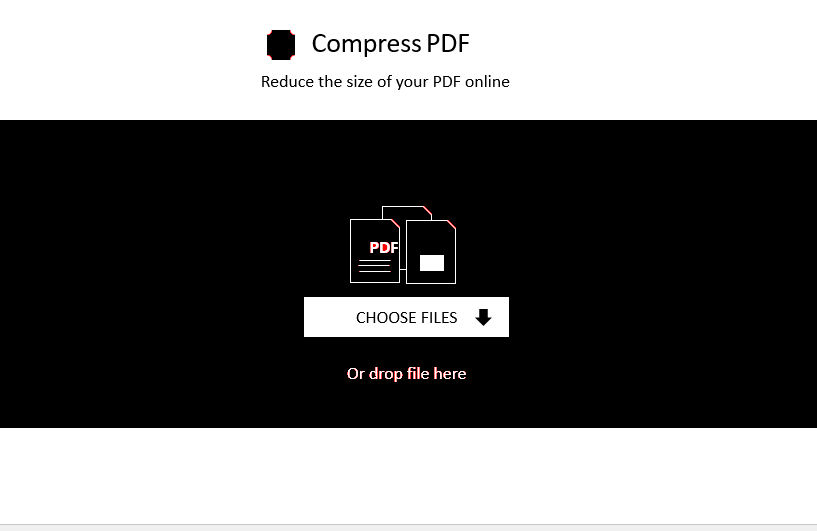 Compress PDF
Reduce the size of your PDF online
PDF
CHOOSE FILES
Or drop file here